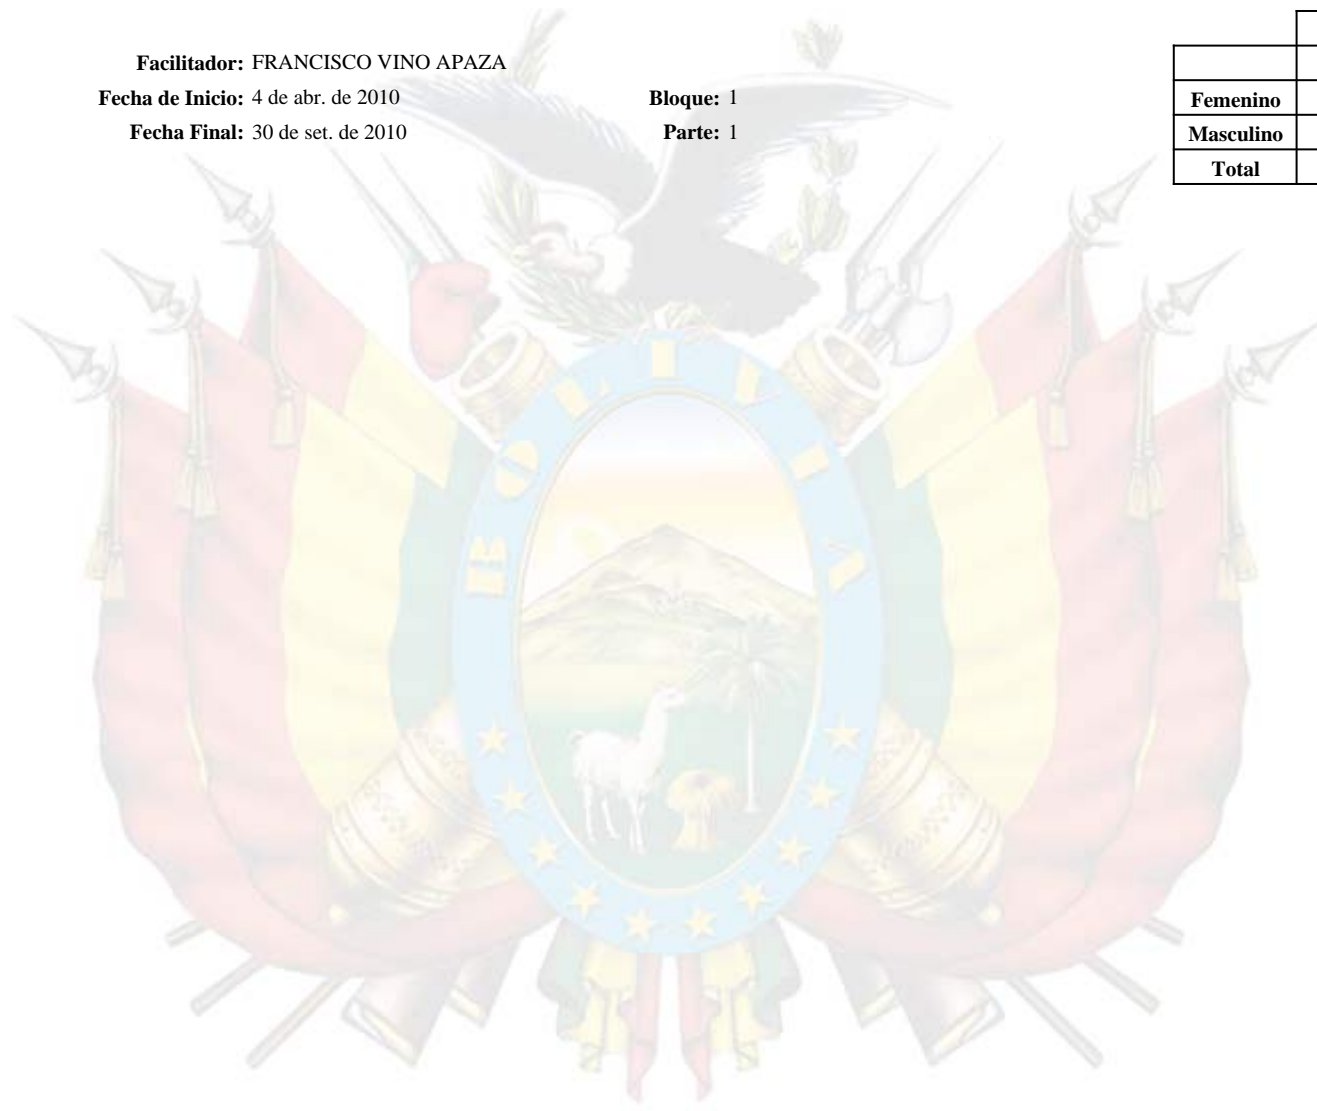 Facilitador: FRANCISCO VINO APAZA
Fecha de Inicio: 4 de abr. de 2010 Bloque: 1
Fecha Final: 30 de set. de 2010 Parte: 1
Femenino
Masculino
Total
BOLIVIA